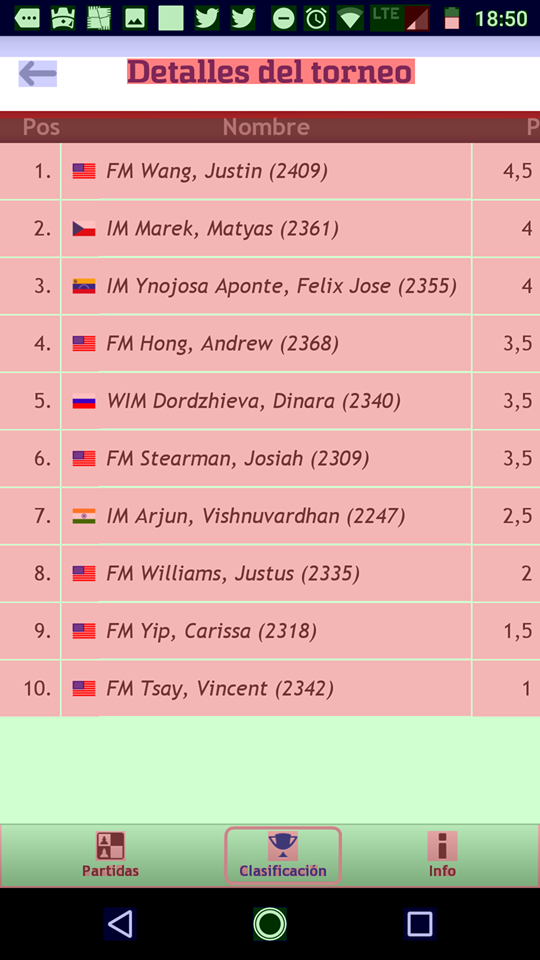 LTE 18:50
Detalles del torneo
Pos Nombre P
1. FM Wang, Justin (2409) 4,5
2. IM Marek, Matyas (2361) 4
3. IM Ynojosa Aponte, Felix Jose (2355) 4
4. FM Hong, Andrew (2368) 3,5
5. WIM Dordzhieva, Dinara (2340) 3,5
6. FM Stearman, Josiah (2309) 3,5
7. IM Arjun, Vishnuvardhan (2247) 2,5
8. FM Williams, Justus (2335) 2
9. FM Yip, Carissa (2318) 1,5
10. FM Tsay, Vincent (2342) 1
Partidas Clasificación Info